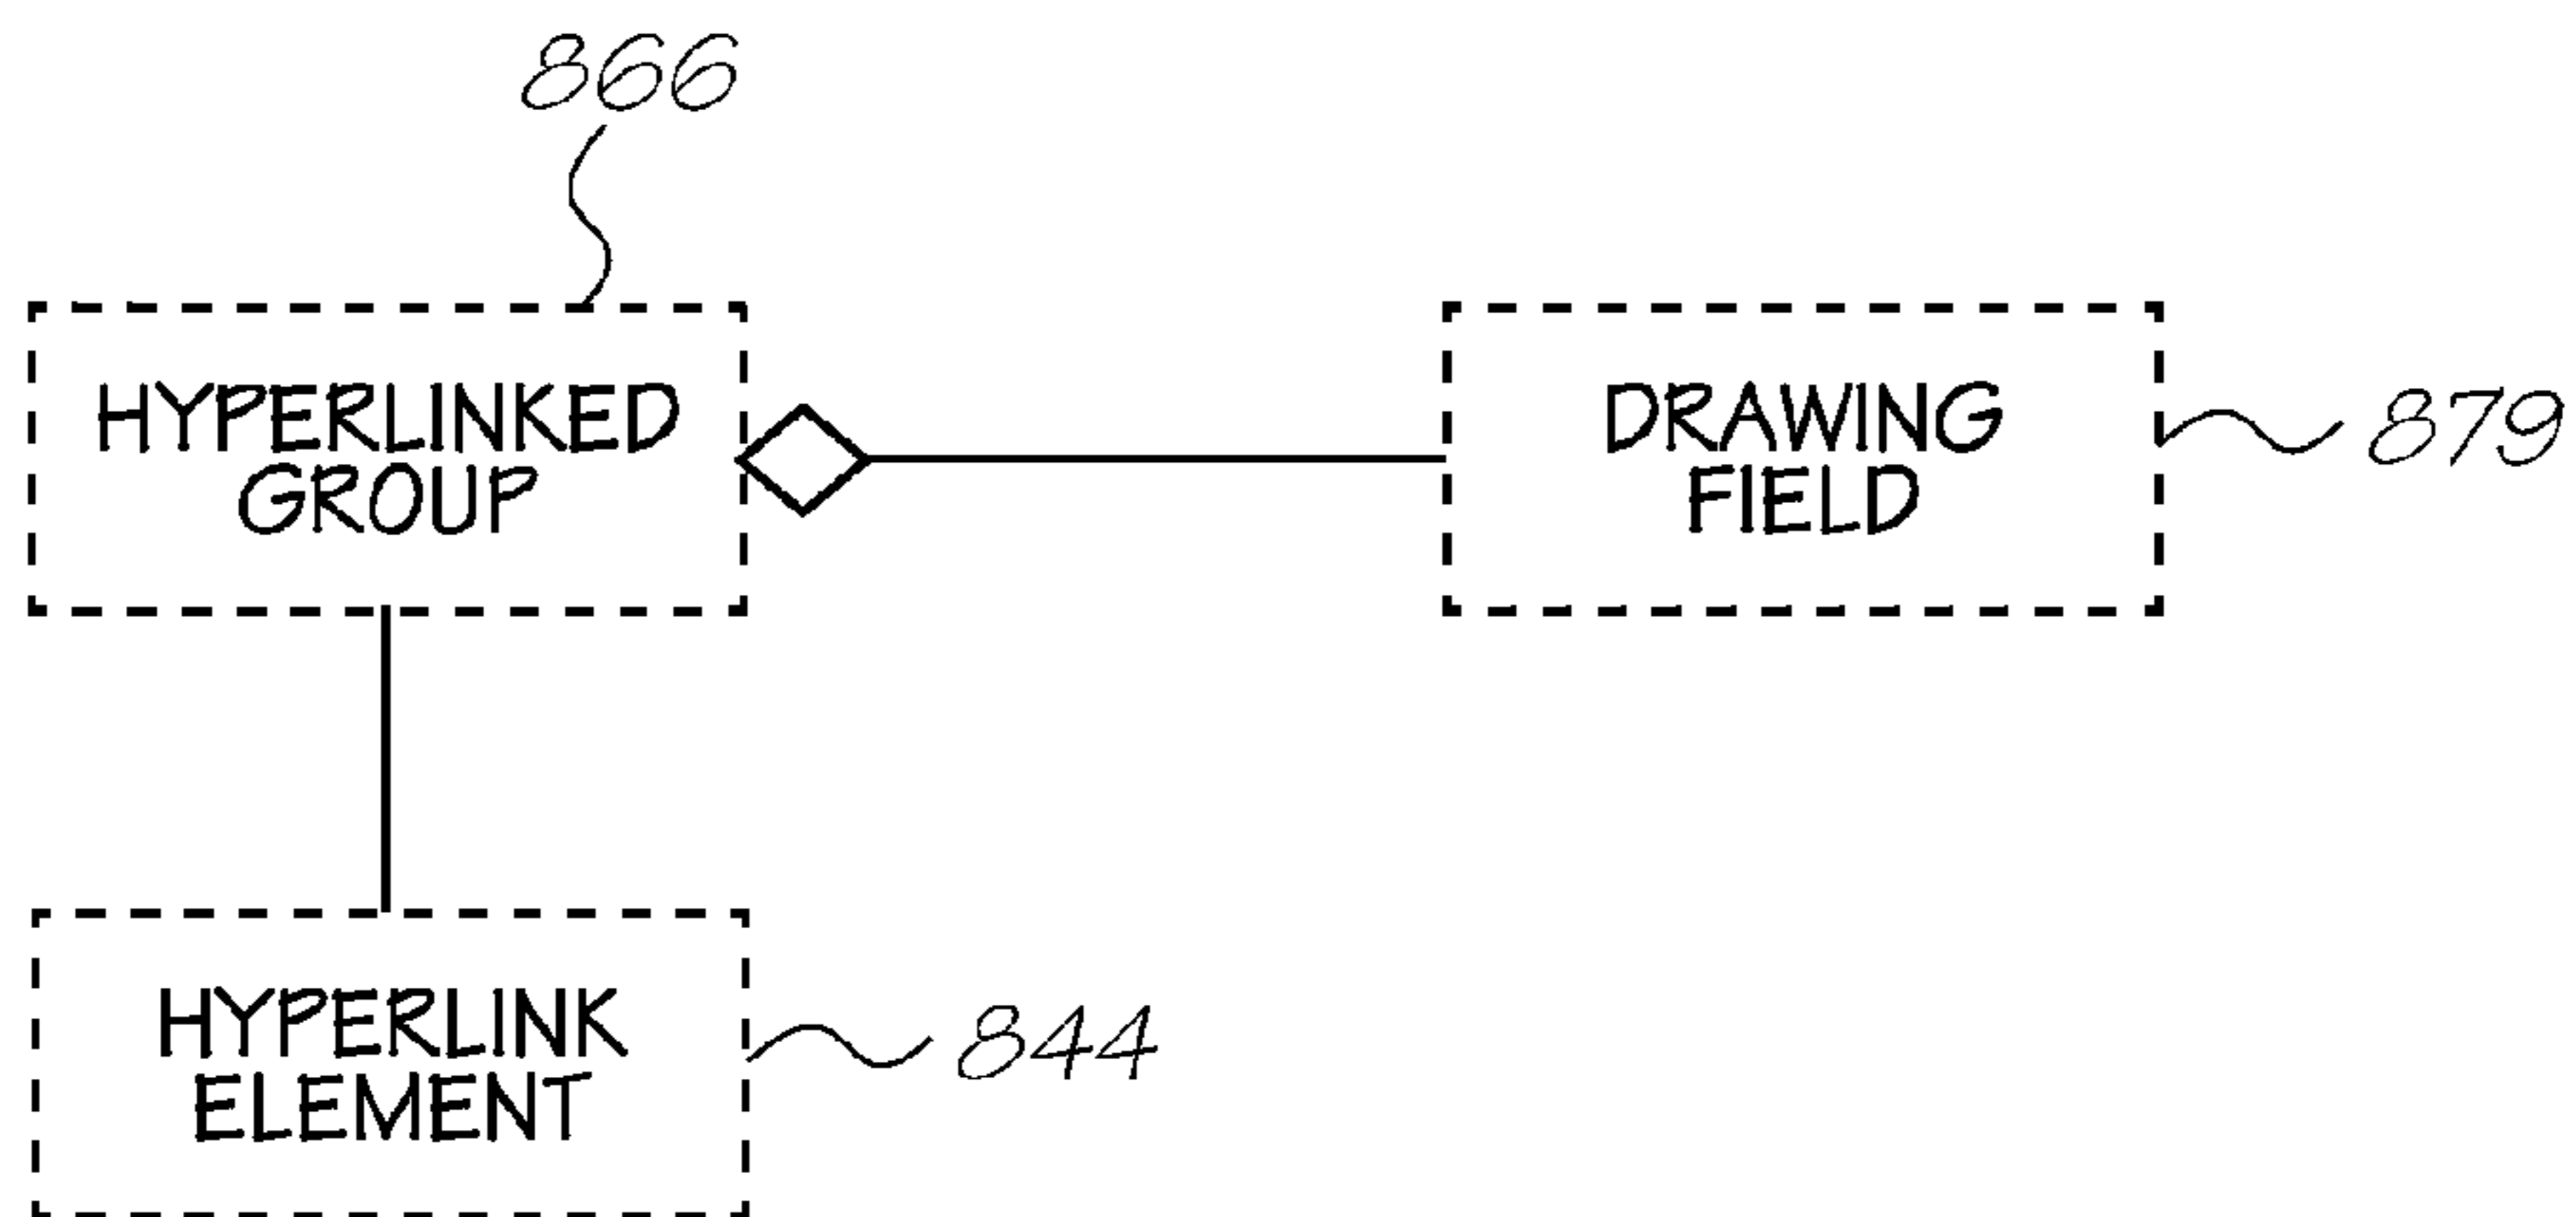 866
HYPERLINKED
GROUP
DRAWING
FIELD
879
HYPERLINK
ELEMENT
844